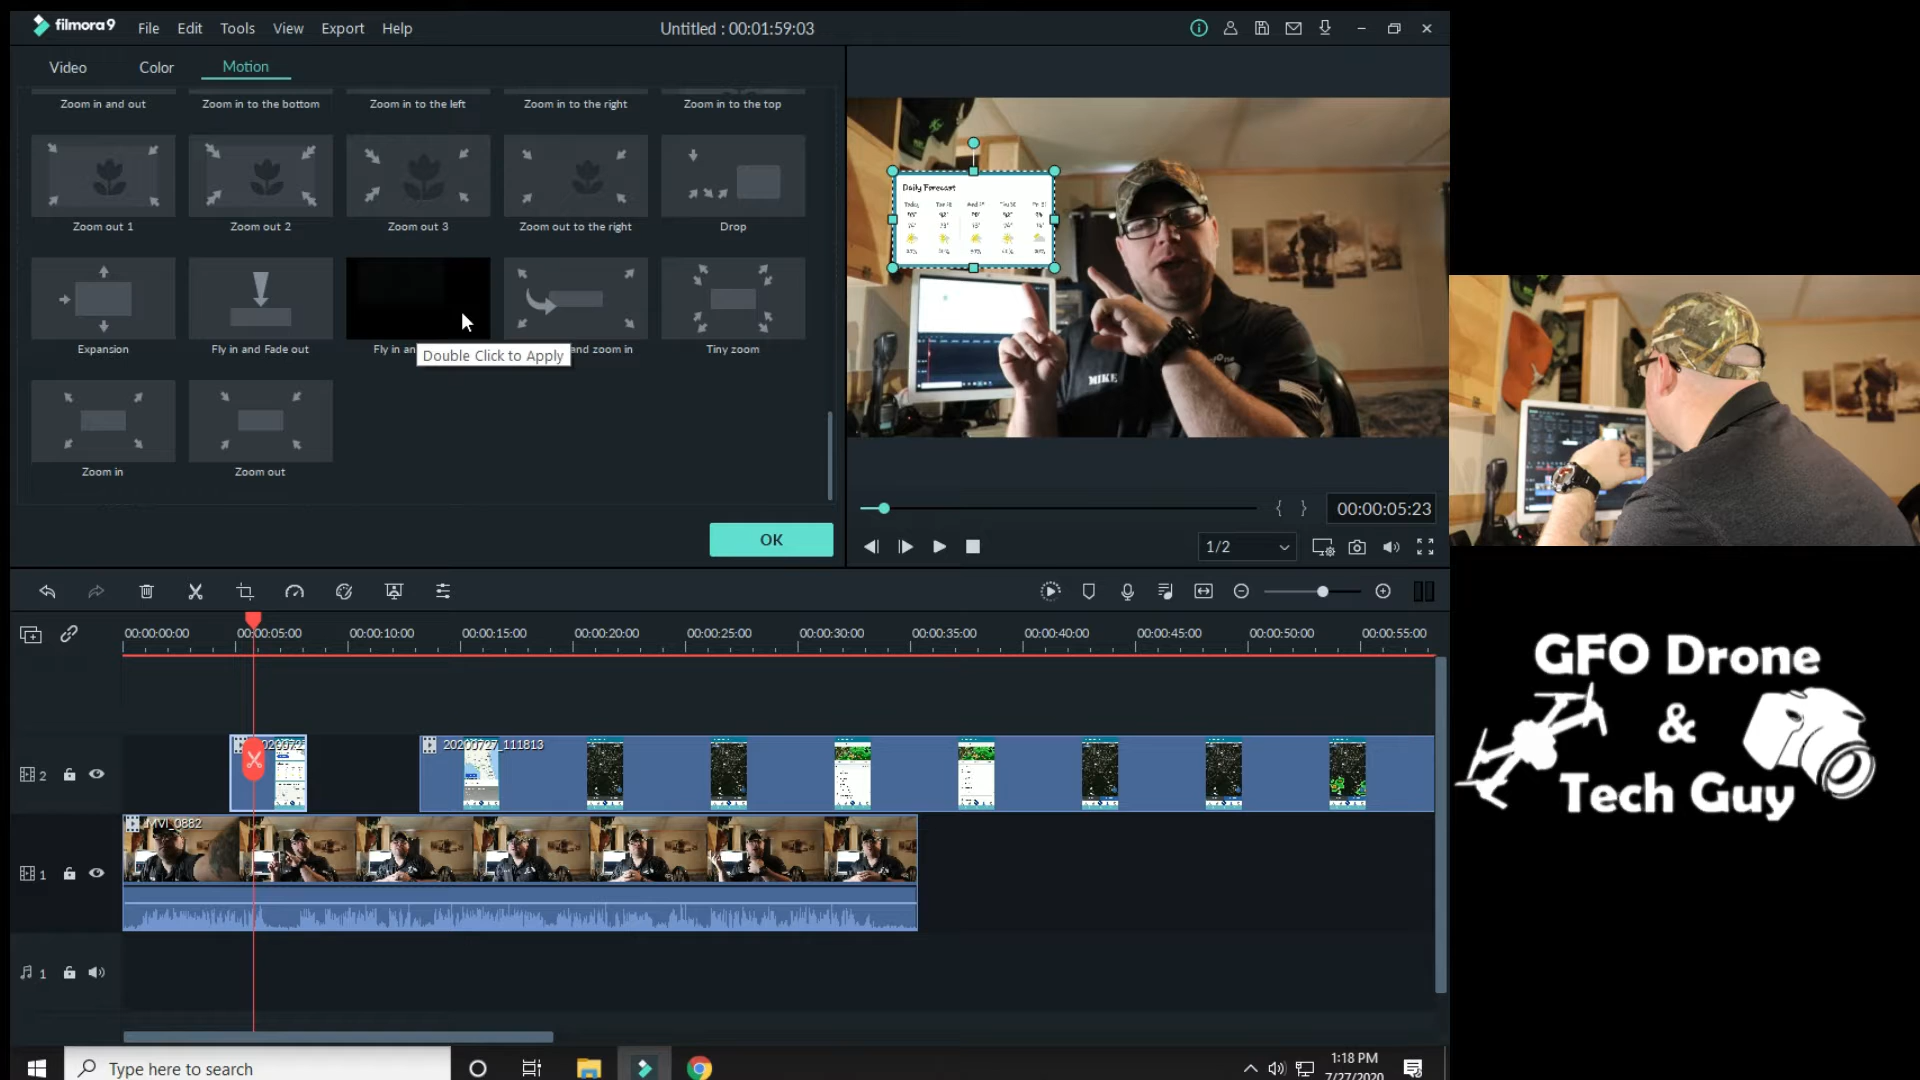 filmora9
File Edit Tools View Export Help
Untitled : 00:01:59:03
Video Color Motion
Zoom in and out
Zoom in to the bottom
Zoom in to the left
Zoom in to the right
Zoom in to the top
Zoom out 1
Zoom out 2
Zoom out 3
Zoom out to the right
Drop
Expansion
Fly in and Fade out
Fly in an
and zoom in
Tiny zoom
Double Click to Apply
Zoom in
Zoom out
OK
Daily Forecast
MIKE
{ } 00:00:05:23
1/2
00:00:00:00 00:00:05:00 00:00:10:00 00:00:15:00 00:00:20:00 00:00:25:00 00:00:30:00 00:00:35:00 00:00:40:00 00:00:45:00 00:00:50:00 00:00:55:00
2
20200727_111813
1
MVI_0882
1
Type here to search
1:18 PM
7/27/2020
GFO Drone
&
Tech Guy